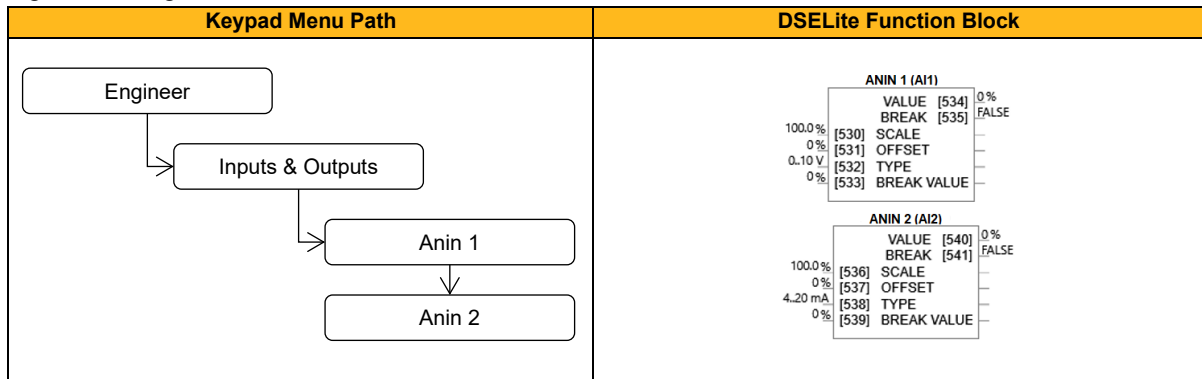 Keypad Menu Path
DSELite Function Block
Engineer
Inputs & Outputs
Anin 1
Anin 2
ANIN 1 (AI1)
VALUE [534] 0 %
BREAK [535] FALSE
100.0 % [530] SCALE
0 % [531] OFFSET
0..10 V [532] TYPE
0 % [533] BREAK VALUE
ANIN 2 (AI2)
VALUE [540] 0 %
BREAK [541] FALSE
100.0 % [536] SCALE
0 % [537] OFFSET
4..20 mA [538] TYPE
0 % [539] BREAK VALUE